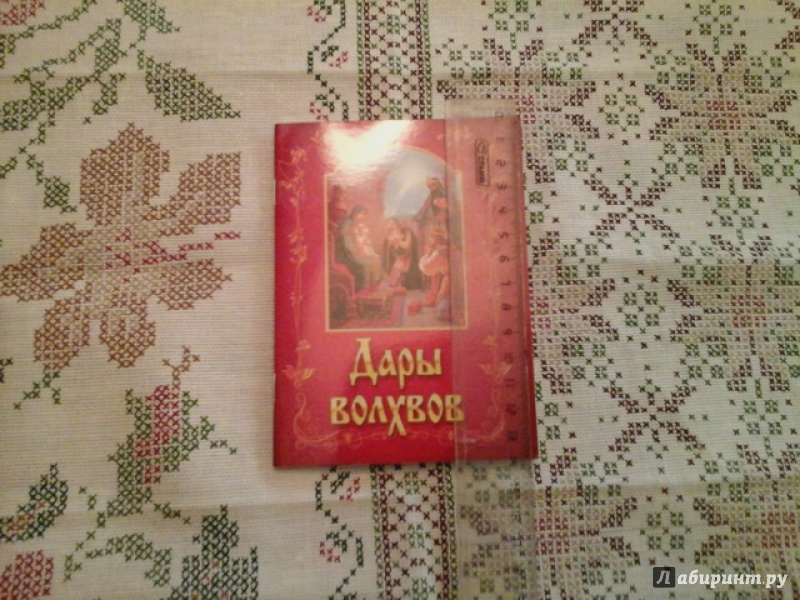 Дары
волхвов
Лабиринт.ру